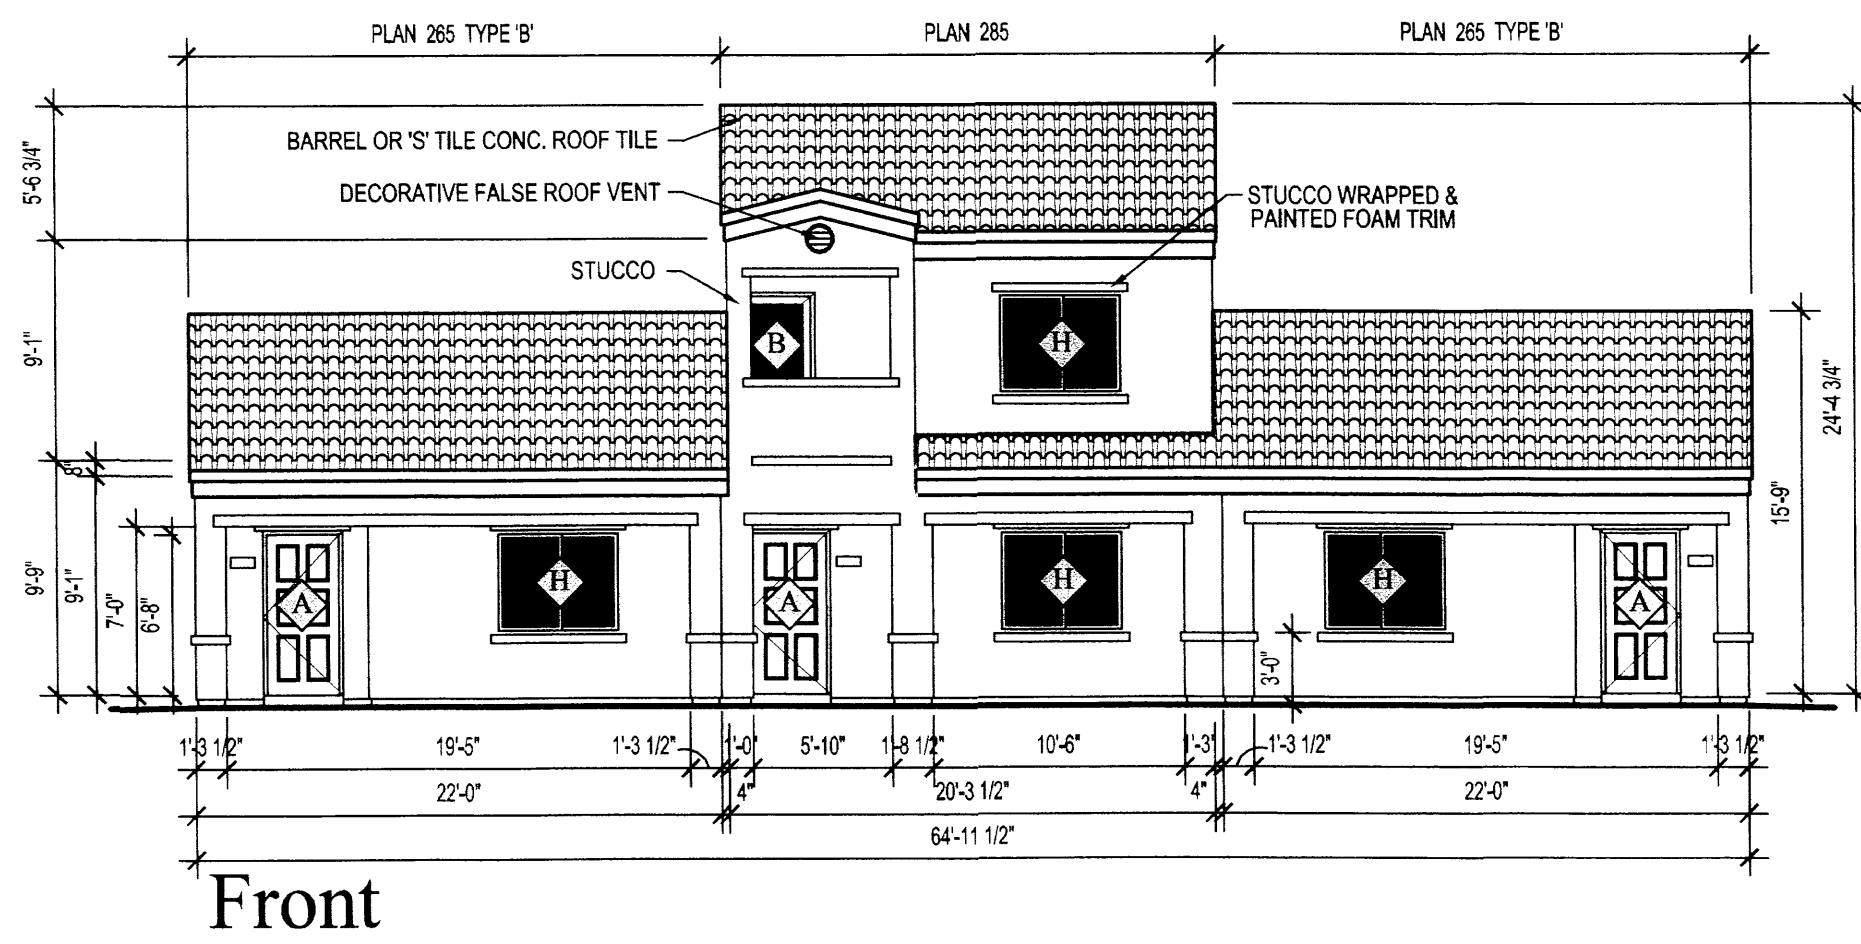 PLAN 265 TYPE 'B'
PLAN 285
PLAN 265 TYPE 'B'
BARREL OR 'S' TILE CONC. ROOF TILE
DECORATIVE FALSE ROOF VENT
STUCCO WRAPPED &
PAINTED FOAM TRIM
STUCCO
5'-6 3/4"
9'-1"
8"
9'-9"
9'-1"
7'-0"
6'-8"
B
H
A
H
A
H
H
A
3'-0"
24'-4 3/4"
15'-9"
1'-3 1/2"
19'-5"
1'-3 1/2"
1'-0"
5'-10"
1'-8 1/2"
10'-6"
1'-3"
1'-3 1/2"
19'-5"
1'-3 1/2"
22'-0"
4"
20'-3 1/2"
4"
22'-0"
64'-11 1/2"
Front